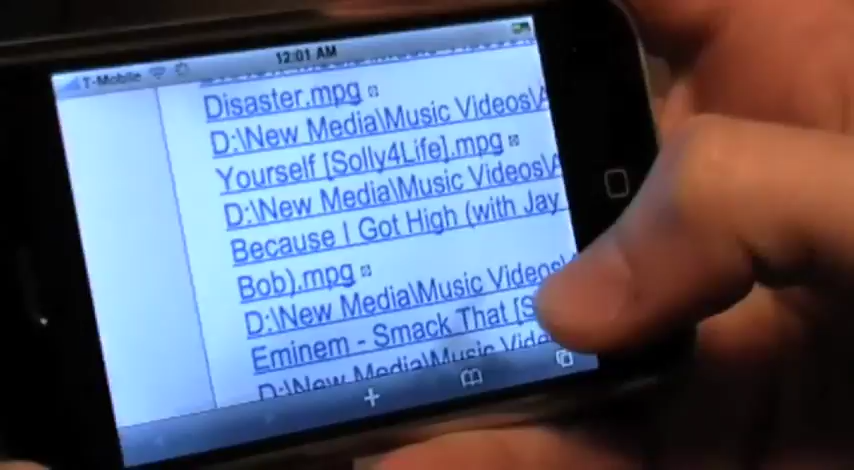 T-Mobile 12:01 AM
Disaster.mpg
D:\New Media\Music Videos\A
Yourself [Solly4Life].mpg
D:\New Media\Music Videos\A
Because I Got High (with Jay
Bob).mpg
D:\New Media\Music Videos\
Eminem - Smack That [S
D:\New Media\Music Vide